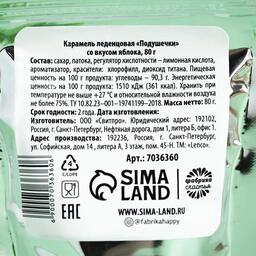 Карамель леденцовая «Подушечки»
со вкусом яблока, 80 г
Состав: сахар, патока, регулятор кислотности – лимонная кислота,
ароматизатор, красители: хлорофилл, диоксид титана. Пищевая
ценность на 100 г продукта: углеводы – 90,3 г. Энергетическая
ценность на 100 г продукта: 1510 кДж (361 ккал). Хранить
при температуре не выше +27 °С и относительной влажности не
более 75%. ТУ 10.82.23–001–19741199–2018. Масса нетто: 80 г.
Срок годности: 2 года. Дата изготовления указана на упаковке.
Изготовитель: ООО «Ситпро». Юридический адрес: 192102,
Россия, г. Санкт-Петербург, Нефтяная дорога, дом 1, литера Б, офис 1.
Адрес производства: 192236, Россия, г. Санкт-Петербург,
ул. Софийская, дом 14, литера А, 3 этаж, пом. 45-Н. ТМ: «Lenco».
Артикул: 7036360
C/LDPE
SIMA
LAND
фабрика
счастья
WWW.SIMA-LAND.RU
@fabrikahappy